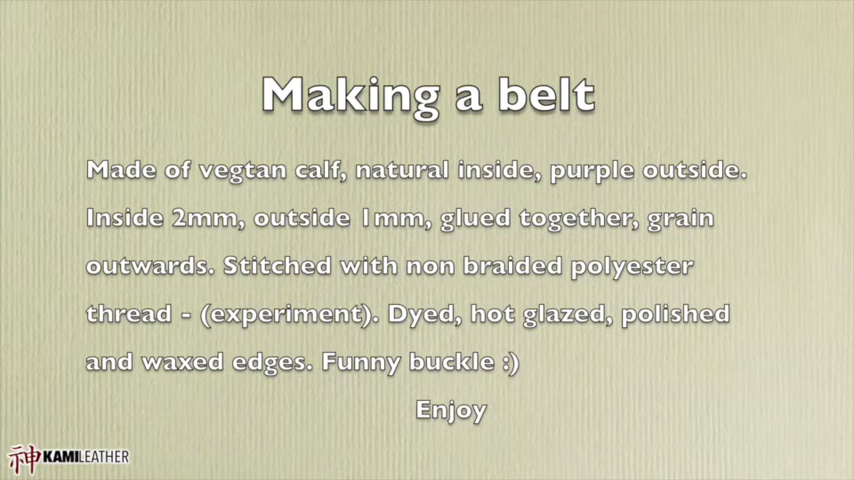 Making a belt
Made of vegtan calf, natural inside, purple outside.
Inside 2mm, outside 1mm, glued together, grain
outwards. Stitched with non braided polyester
thread - (experiment). Dyed, hot glazed, polished
and waxed edges. Funny buckle :)
Enjoy
神 KAMILEATHER